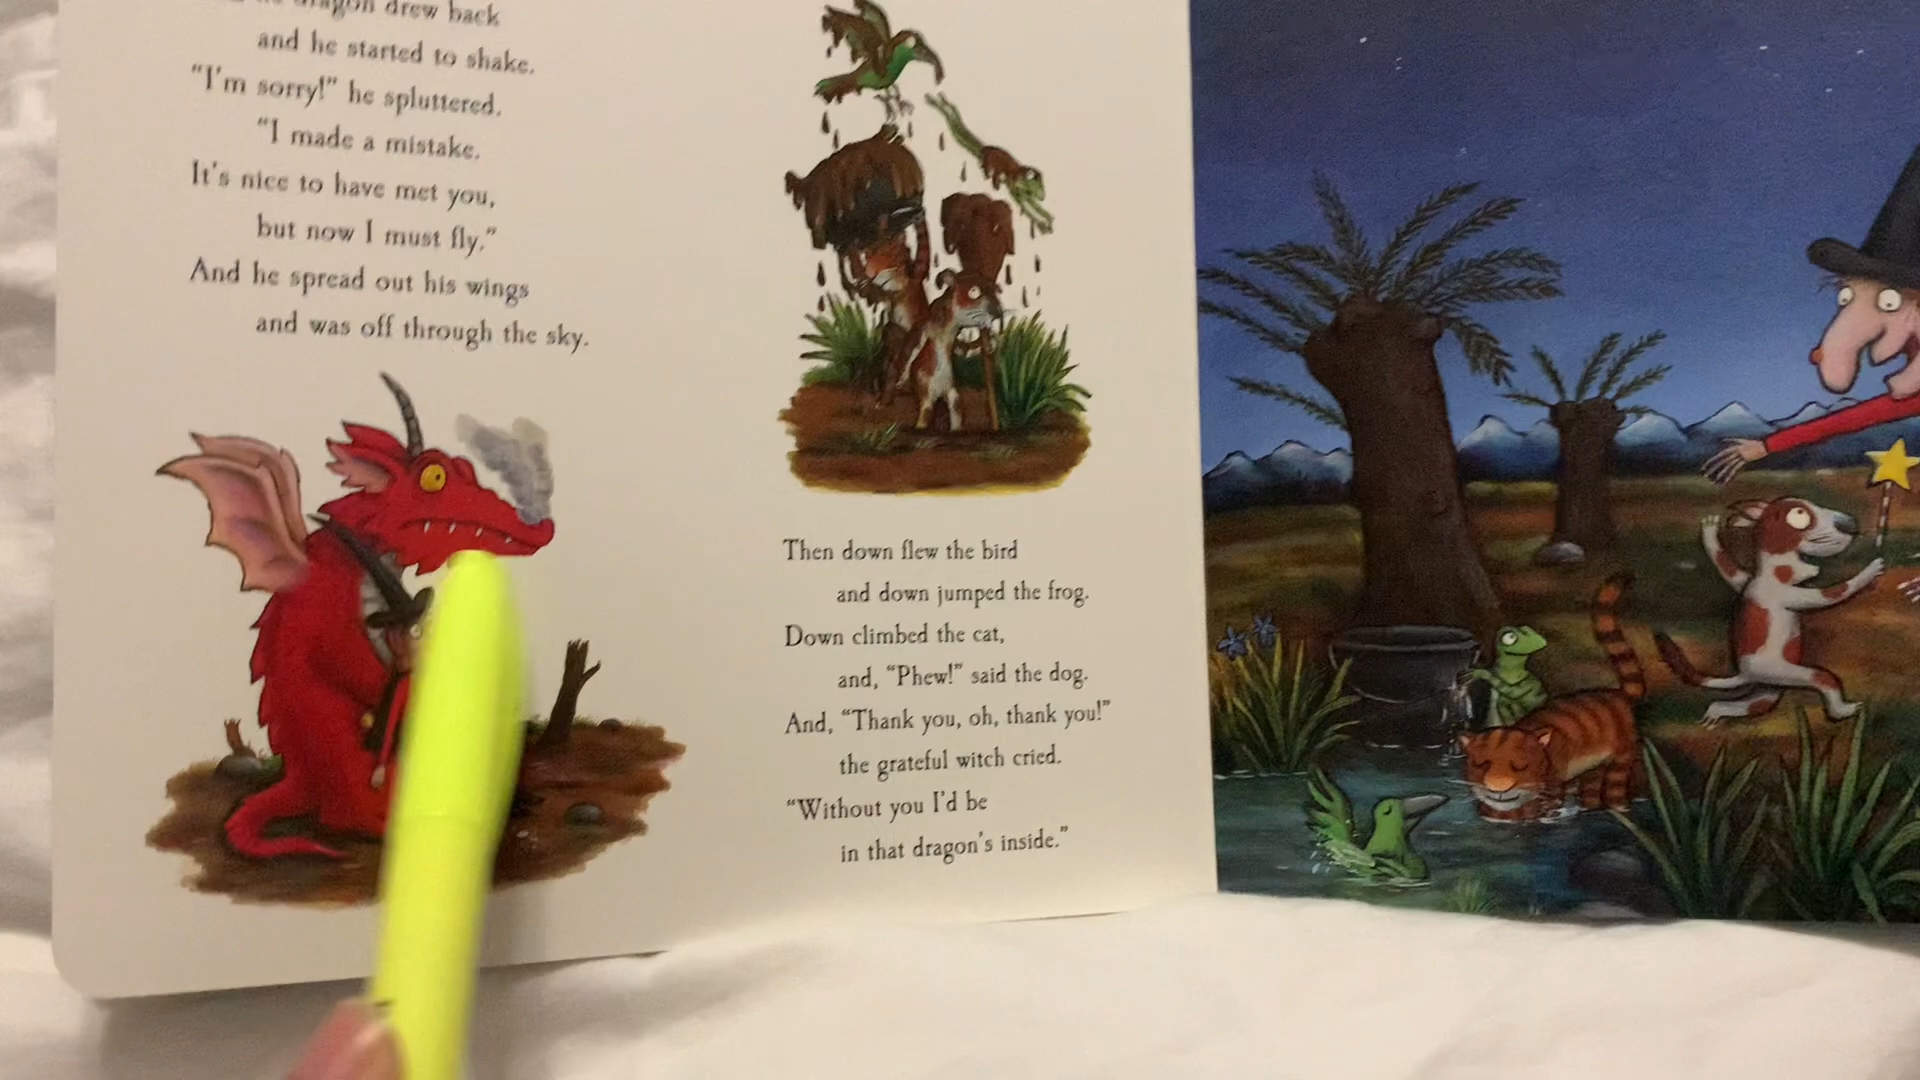 dragon drew back
and he started to shake.
"I'm sorry!" he spluttered.
"I made a mistake.
It's nice to have met you,
but now I must fly."
And he spread out his wings
and was off through the sky.
Then down flew the bird
and down jumped the frog.
Down climbed the cat,
and, "Phew!" said the dog.
And, "Thank you, oh, thank you!"
the grateful witch cried.
"Without you I'd be
in that dragon's inside."